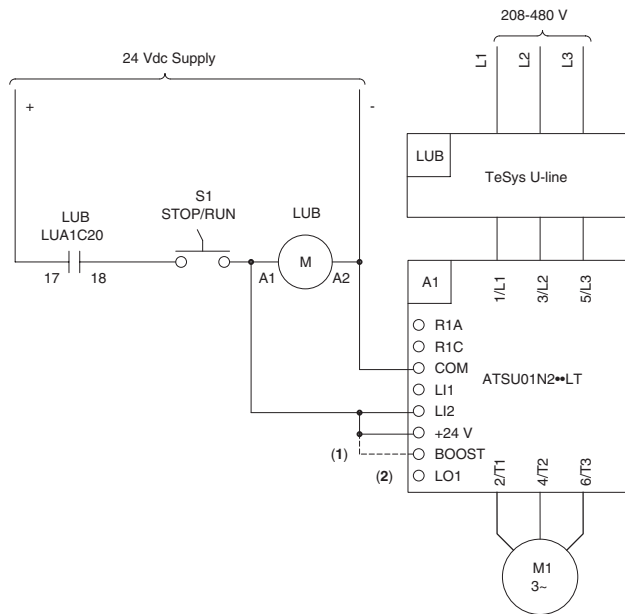 208-480 V
24 Vdc Supply
L1
L2
L3
+
-
LUB
TeSys U-line
S1
STOP/RUN
LUB
LUA1C20
LUB
17
18
A1
M
A2
A1
1/L1
3/L2
5/L3
R1A
R1C
COM
ATSU01N2••LT
LI1
LI2
+24 V
(1)
BOOST
(2)
LO1
2/T1
4/T2
6/T3
M1
3~